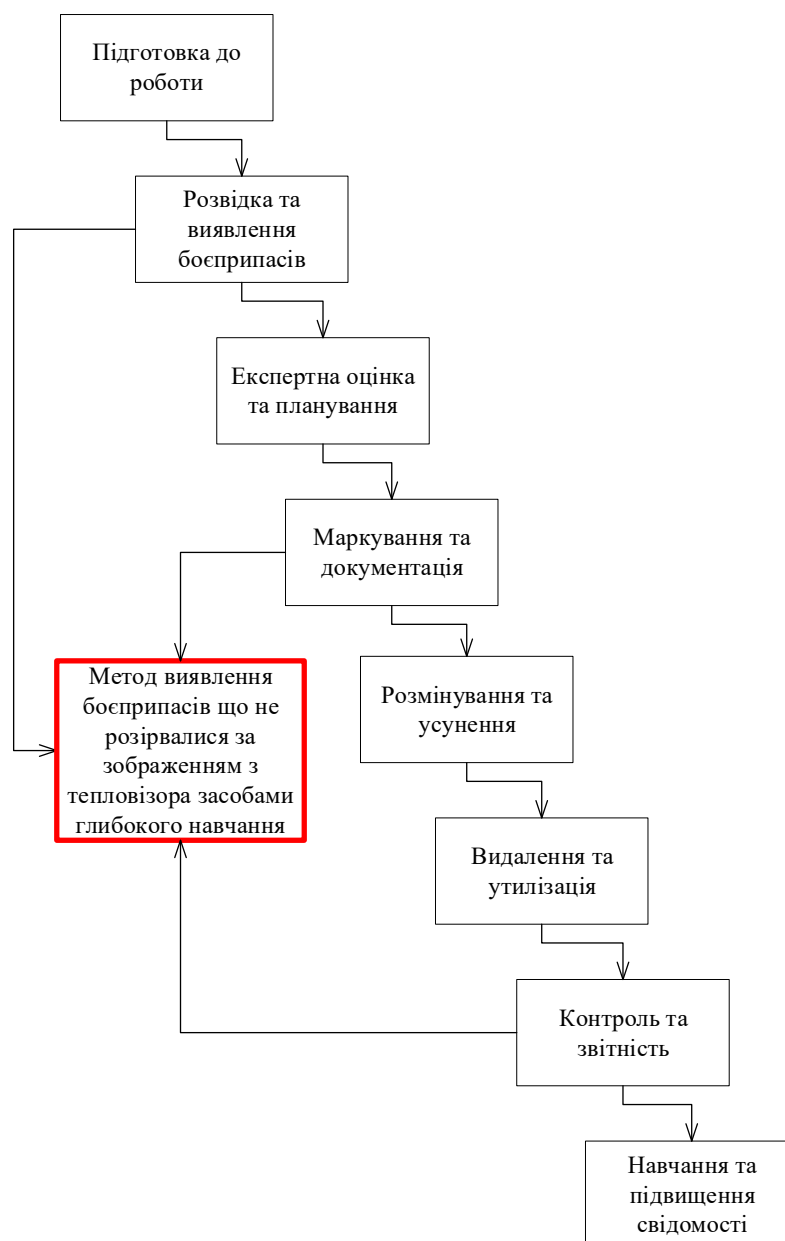 Підготовка до
роботи
Розвідка та
виявлення
боєприпасів
Експертна оцінка
та планування
Маркування та
документація
Метод виявлення
боєприпасів що не
розірвалися за
зображенням з
тепловізора засобами
глибокого навчання
Розмінування та
усунення
Видалення та
утилізація
Контроль та
звітність
Навчання та
підвищення
свідомості